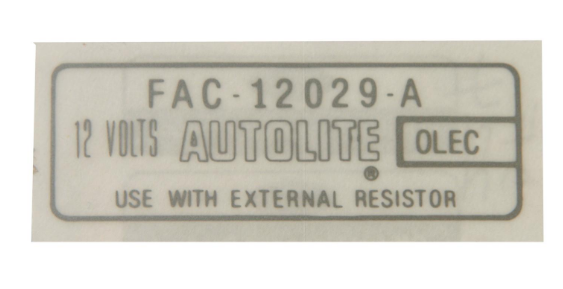 FAC-12029-A
12 VOLTS AUTOLITE® OLEC
USE WITH EXTERNAL RESISTOR